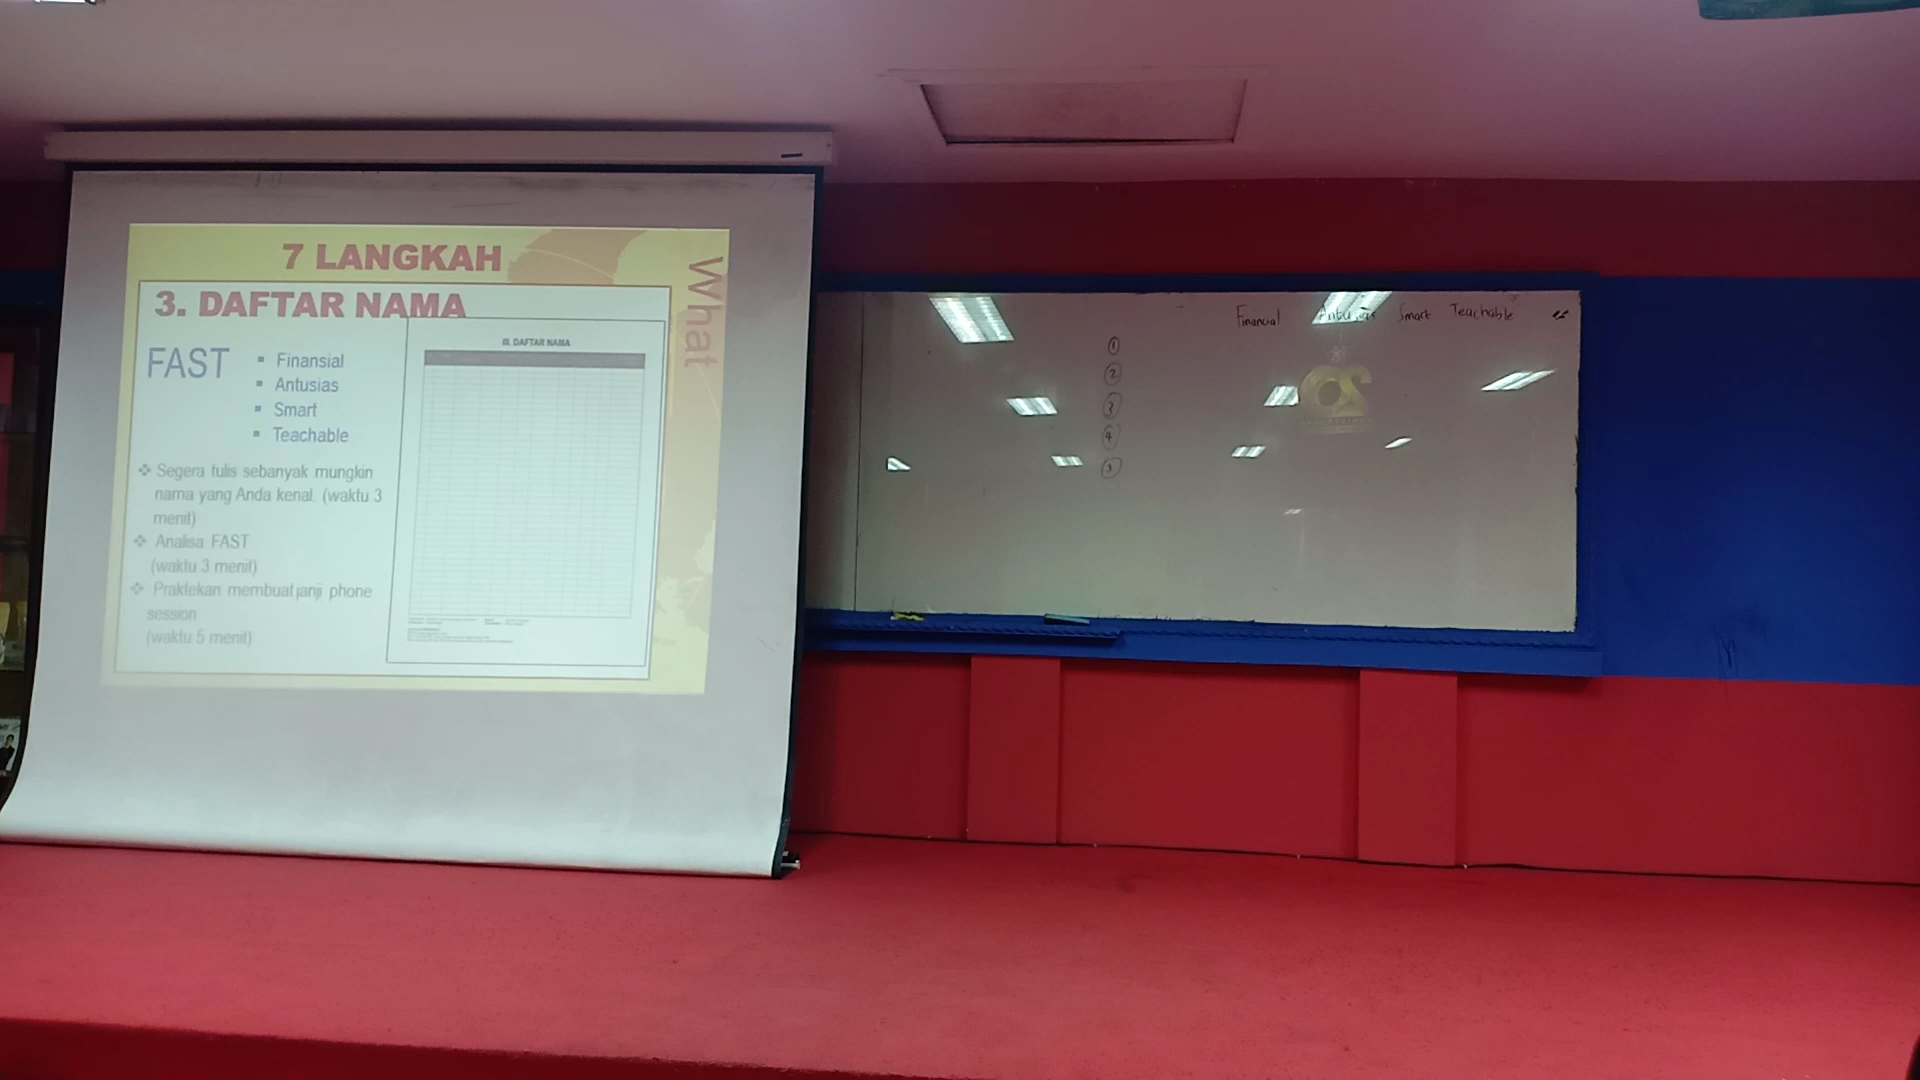 7 LANGKAH
What
3. DAFTAR NAMA
FAST
Finansial
Antusias
Smart
Teachable
Segera tulis sebanyak mungkin
nama yang Anda kenal. (waktu 3
menit)
Analisa FAST
(waktu 3 menit)
Praktekan membuat janji phone
session
(waktu 5 menit)
III. DAFTAR NAMA
Financial Antusias Smart Teachable
1
2
3
4
5